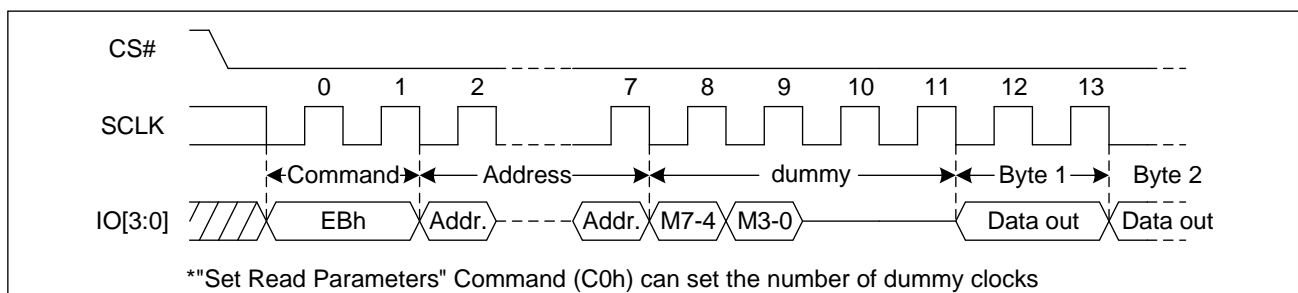 CS#
0 1 2 7 8 9 10 11 12 13
SCLK
Command Address dummy Byte 1 Byte 2
IO[3:0] EBh Addr. Addr. M7-4 M3-0 Data out Data out
*"Set Read Parameters" Command (C0h) can set the number of dummy clocks